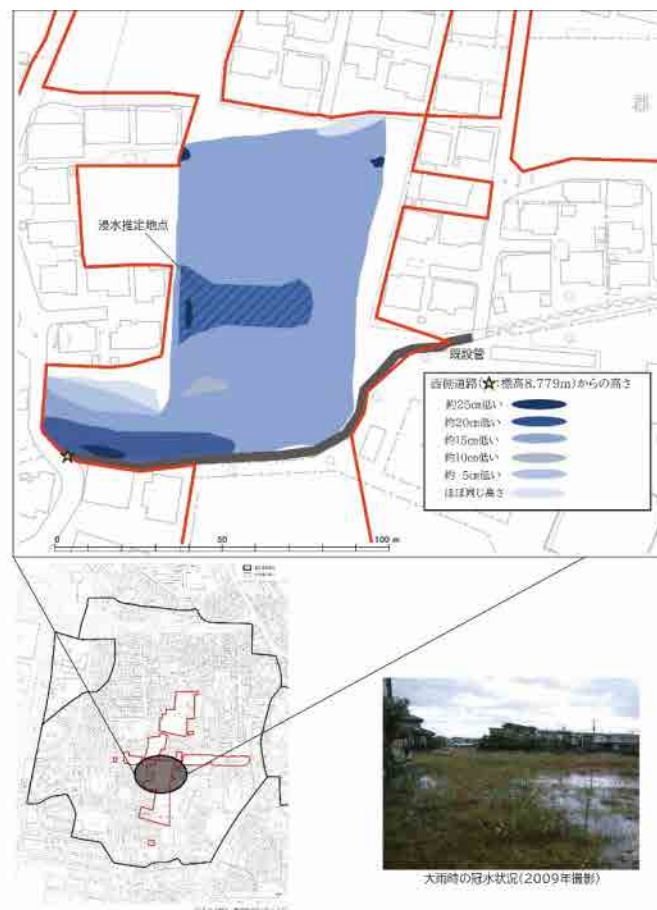 浸水推定地点
既設管
西側道路(☆:標高8.779m)からの高さ
約25㎝低い
約20㎝低い
約15㎝低い
約10㎝低い
約 5㎝低い
ほぼ同じ高さ
0 50 100 m
大雨時の冠水状況(2009年撮影)